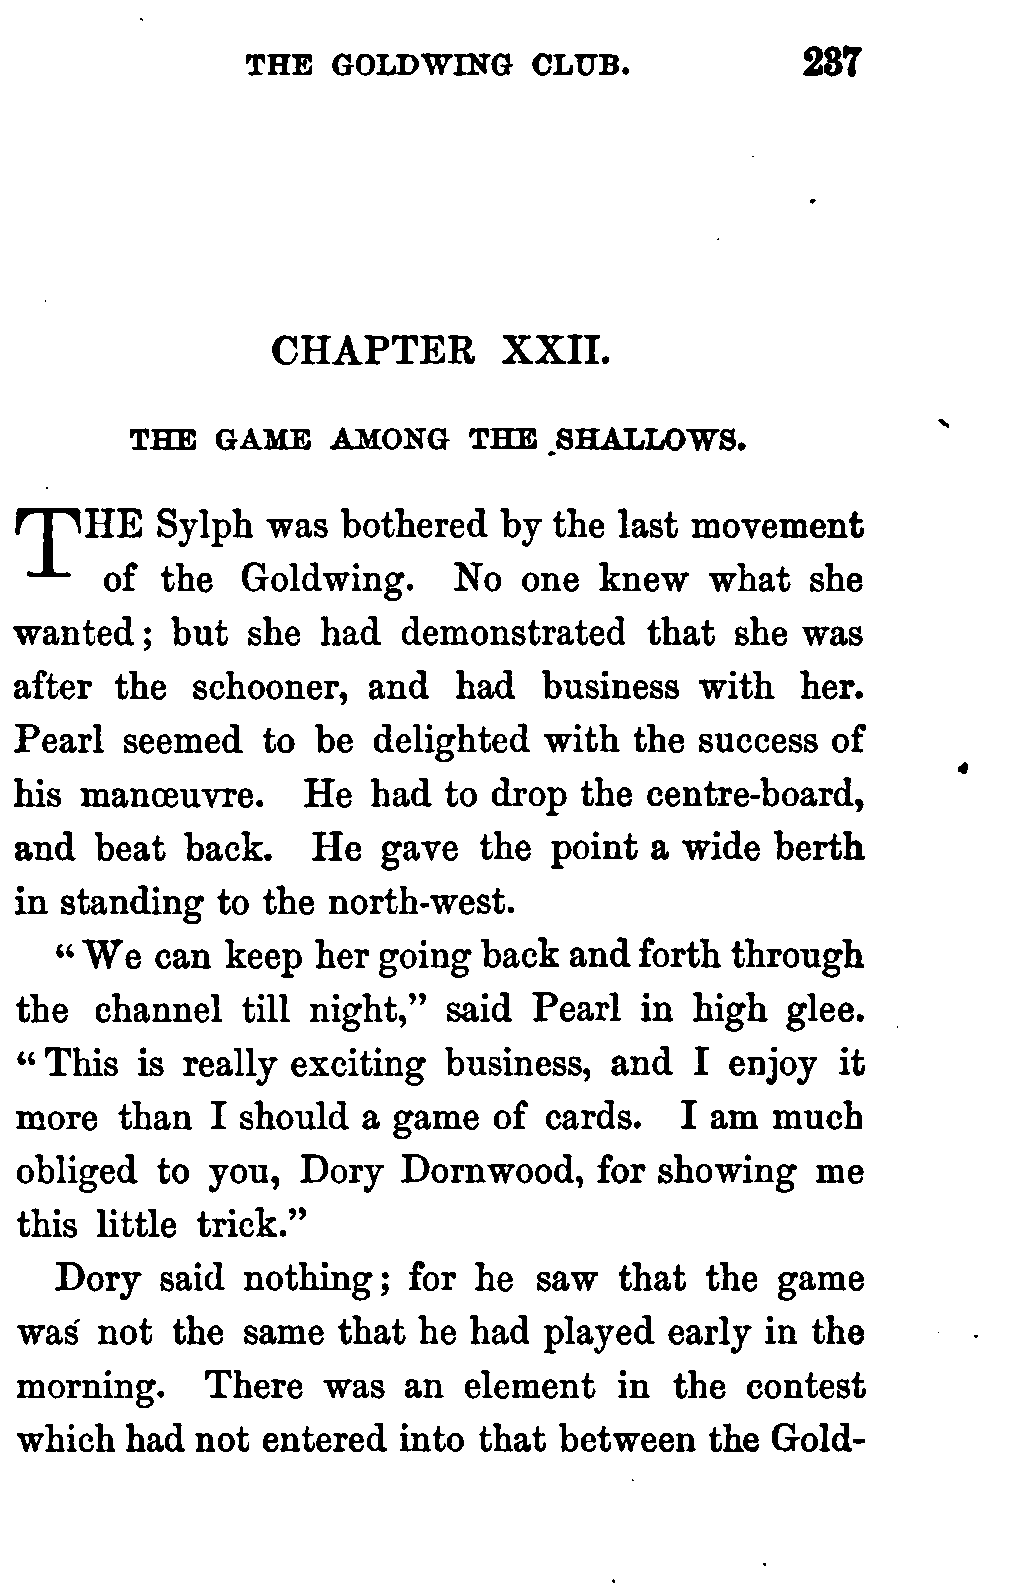 THE GOLDWING CLUB. 237
CHAPTER XXII.
THE GAME AMONG THE SHALLOWS.
THE Sylph was bothered by the last movement
of the Goldwing. No one knew what she
wanted; but she had demonstrated that she was
after the schooner, and had business with her.
Pearl seemed to be delighted with the success of
his manœuvre. He had to drop the centre-board,
and beat back. He gave the point a wide berth
in standing to the north-west.
“We can keep her going back and forth through
the channel till night,” said Pearl in high glee.
“This is really exciting business, and I enjoy it
more than I should a game of cards. I am much
obliged to you, Dory Dornwood, for showing me
this little trick.”
Dory said nothing; for he saw that the game
was not the same that he had played early in the
morning. There was an element in the contest
which had not entered into that between the Gold-